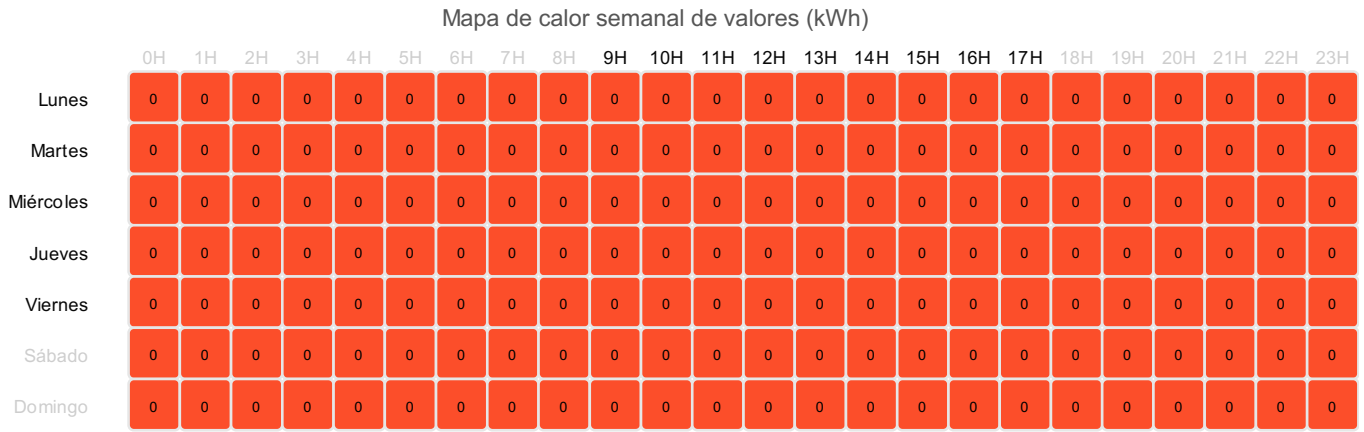 Mapa de calor semanal de valores (kWh)
0H 1H 2H 3H 4H 5H 6H 7H 8H 9H 10H 11H 12H 13H 14H 15H 16H 17H 18H 19H 20H 21H 22H 23H
Lunes 0 0 0 0 0 0 0 0 0 0 0 0 0 0 0 0 0 0 0 0 0 0 0 0
Martes 0 0 0 0 0 0 0 0 0 0 0 0 0 0 0 0 0 0 0 0 0 0 0 0
Miércoles 0 0 0 0 0 0 0 0 0 0 0 0 0 0 0 0 0 0 0 0 0 0 0 0
Jueves 0 0 0 0 0 0 0 0 0 0 0 0 0 0 0 0 0 0 0 0 0 0 0 0
Viernes 0 0 0 0 0 0 0 0 0 0 0 0 0 0 0 0 0 0 0 0 0 0 0 0
Sábado 0 0 0 0 0 0 0 0 0 0 0 0 0 0 0 0 0 0 0 0 0 0 0 0
Domingo 0 0 0 0 0 0 0 0 0 0 0 0 0 0 0 0 0 0 0 0 0 0 0 0